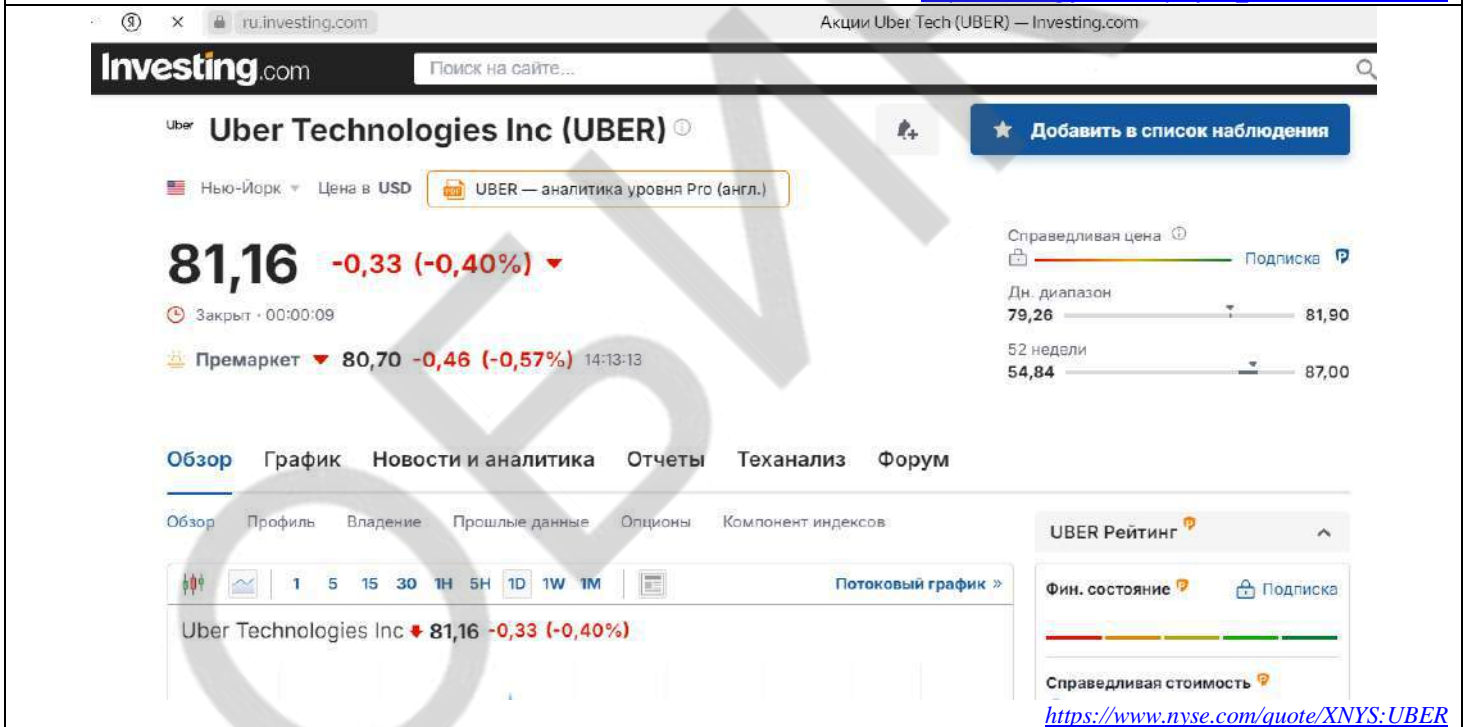 ru.investing.com Акции Uber Tech (UBER) — Investing.com
Investing.com Поиск на сайте...
Uber Uber Technologies Inc (UBER) Добавить в список наблюдения
Нью-Йорк Цена в USD UBER — аналитика уровня Pro (англ.)
Справедливая цена
81,16 -0,33 (-0,40%) Подписка
Дн. диапазон
Закрыт · 00:00:09 79,26 81,90
52 недели
Премаркет 80,70 -0,46 (-0,57%) 14:13:13
54,84 87,00
Обзор График Новости и аналитика Отчеты Теханализ Форум
Обзор Профиль Владение Прошлые данные Опционы Компонент индексов
UBER Рейтинг
1 5 15 30 1H 5H 1D 1W 1M Потоковый график »
Фин. состояние Подписка
Uber Technologies Inc 81,16 -0,33 (-0,40%)
Справедливая стоимость
https://www.nyse.com/quote/XNYS:UBER